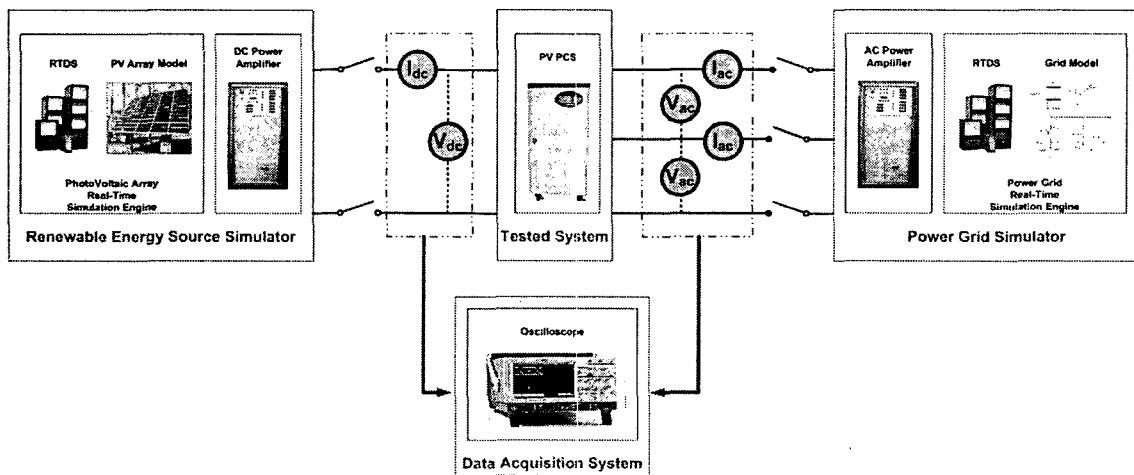 RTDS
PV Array Model
DC Power
Amplifier
PhotoVoltaic Array
Real-Time
Simulation Engine
Renewable Energy Source Simulator
Idc
Vdc
PV PCS
Tested System
Iac
Vac
Iac
Vac
AC Power
Amplifier
RTDS
Grid Model
Power Grid
Real-Time
Simulation Engine
Power Grid Simulator
Oscilloscope
Data Acquisition System